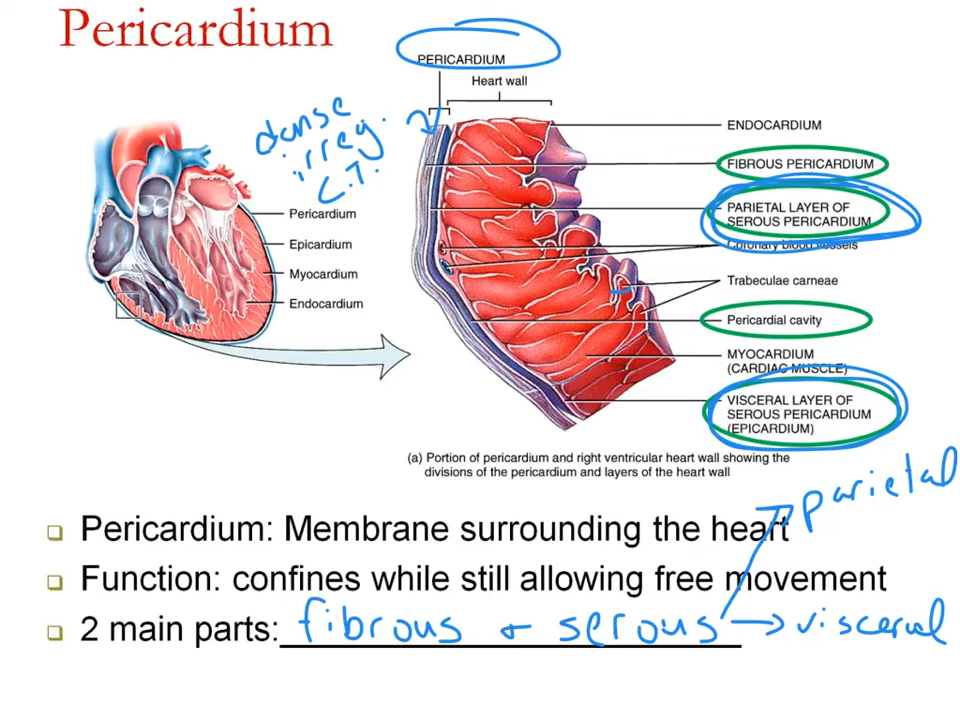 Pericardium
PERICARDIUM
Heart wall
dense
irreg.
C.T.
Pericardium
Epicardium
Myocardium
Endocardium
ENDOCARDIUM
FIBROUS PERICARDIUM
PARIETAL LAYER OF
SEROUS PERICARDIUM
Coronary blood vessels
Trabeculae carneae
Pericardial cavity
MYOCARDIUM
(CARDIAC MUSCLE)
VISCERAL LAYER OF
SEROUS PERICARDIUM
(EPICARDIUM)
(a) Portion of pericardium and right ventricular heart wall showing the
divisions of the pericardium and layers of the heart wall
parietal
Pericardium: Membrane surrounding the heart
Function: confines while still allowing free movement
2 main parts: fibrous + serous → visceral